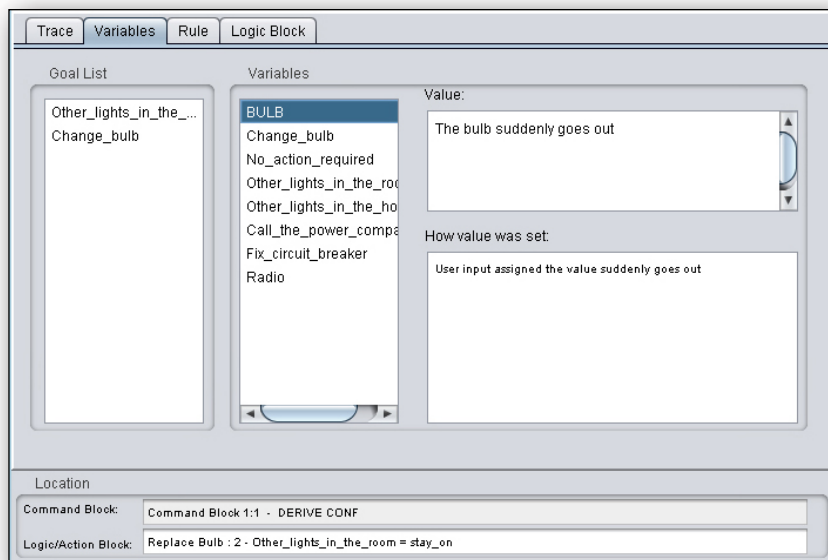 Trace Variables Rule Logic Block
Goal List
Other_lights_in_the_...
Change_bulb
Variables
BULB
Change_bulb
No_action_required
Other_lights_in_the_roo
Other_lights_in_the_ho
Call_the_power_compa
Fix_circuit_breaker
Radio
Value:
The bulb suddenly goes out
How value was set:
User input assigned the value suddenly goes out
Location
Command Block: Command Block 1:1 - DERIVE CONF
Logic/Action Block: Replace Bulb : 2 - Other_lights_in_the_room = stay_on